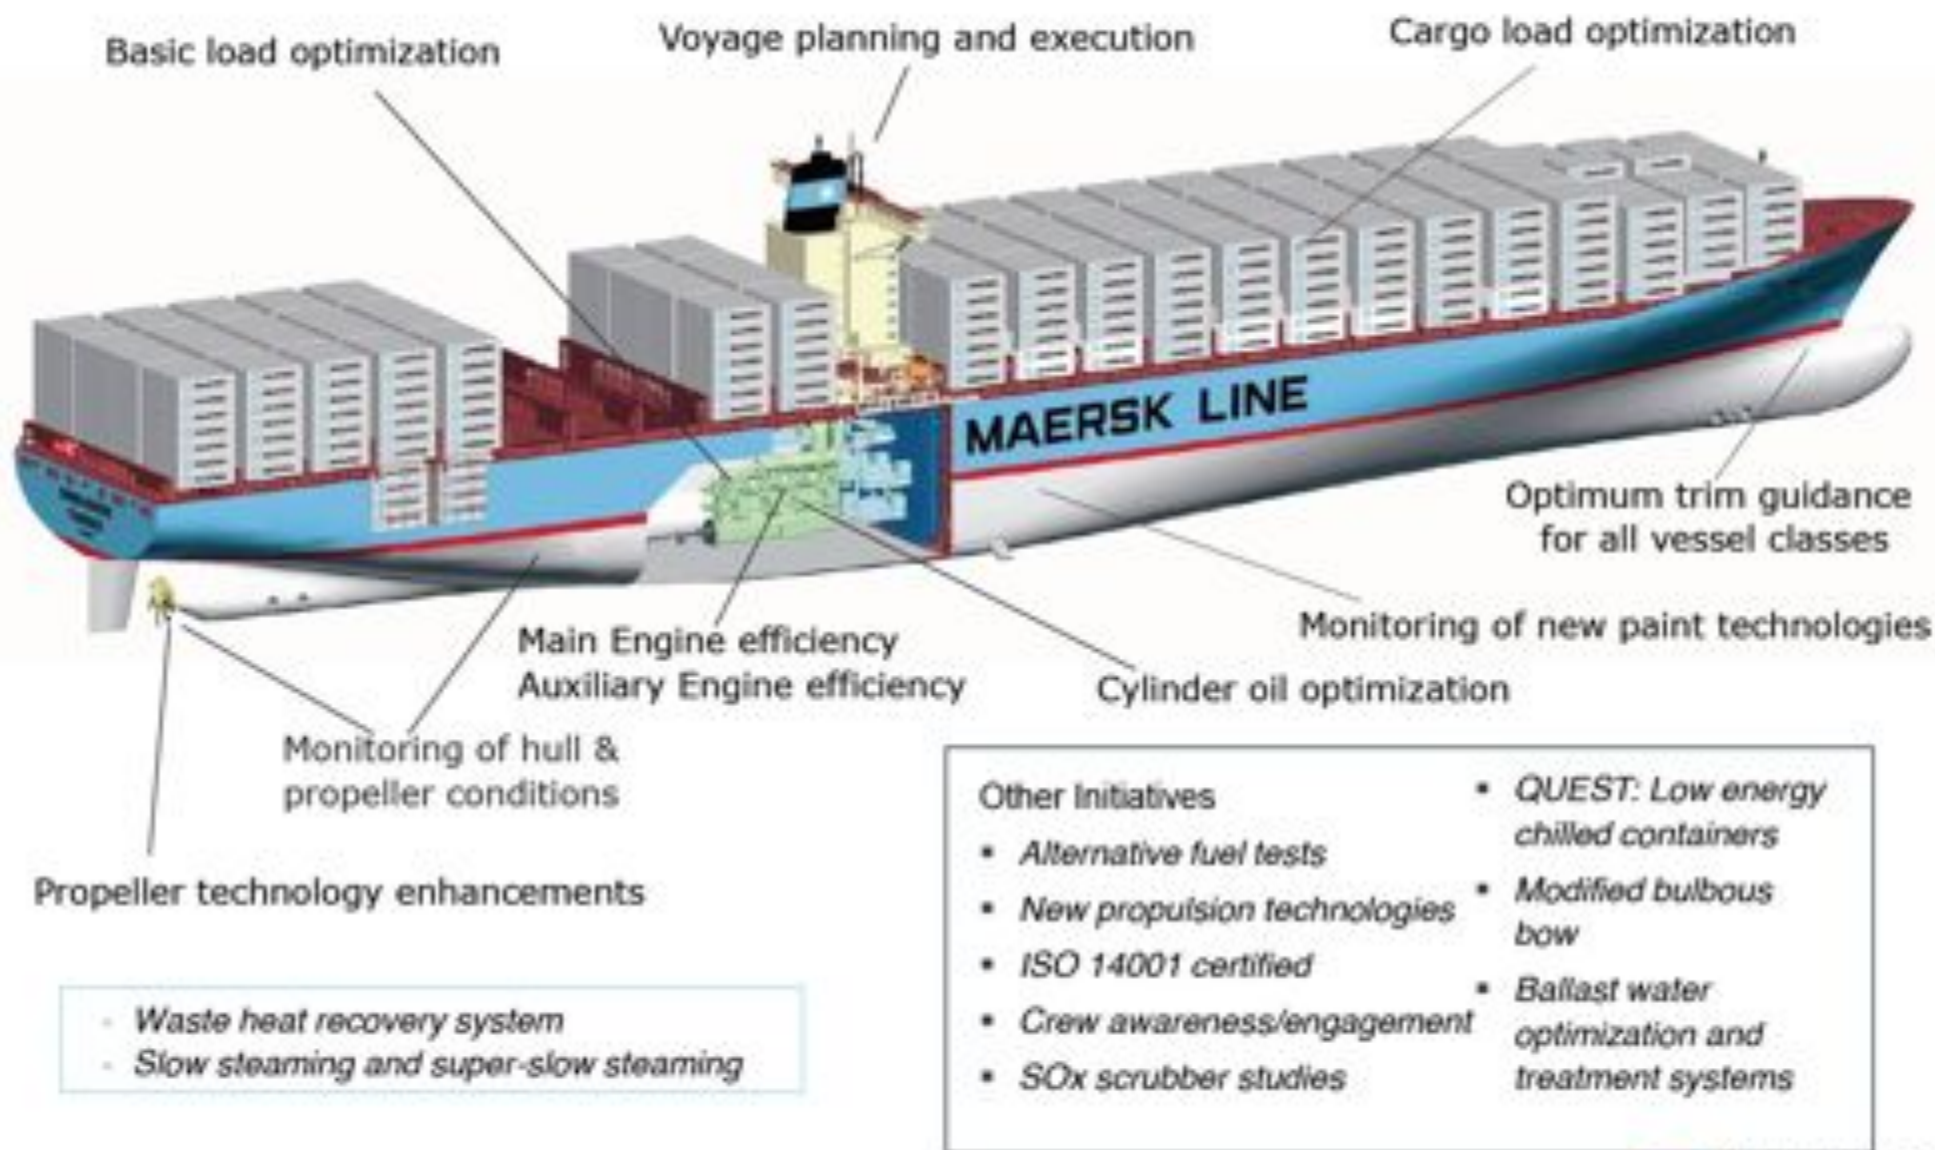 Basic load optimization
Voyage planning and execution
Cargo load optimization
MAERSK LINE
Optimum trim guidance
for all vessel classes
Monitoring of new paint technologies
Main Engine efficiency
Auxiliary Engine efficiency
Cylinder oil optimization
Monitoring of hull &
propeller conditions
Propeller technology enhancements
- Waste heat recovery system
- Slow steaming and super-slow steaming
Other Initiatives
▪ Alternative fuel tests
▪ New propulsion technologies
▪ ISO 14001 certified
▪ Crew awareness/engagement
▪ SOx scrubber studies
▪ QUEST: Low energy
chilled containers
▪ Modified bulbous
bow
▪ Ballast water
optimization and
treatment systems